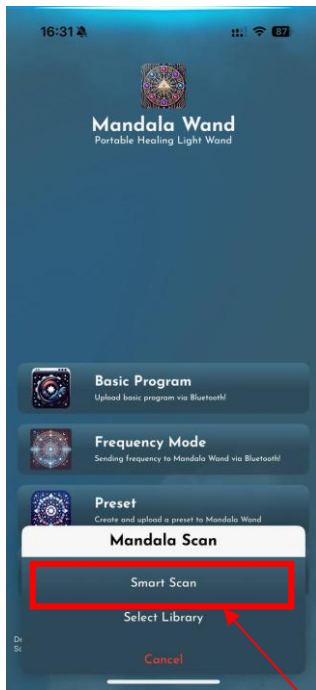 16:31
87
Mandala Wand
Portable Healing Light Wand
Basic Program
Upload basic program via Bluetooth!
Frequency Mode
Sending frequency to Mandala Wand via Bluetooth!
Preset
Create and upload a preset to Mandala Wand
Mandala Scan
Smart Scan
Select Library
Cancel